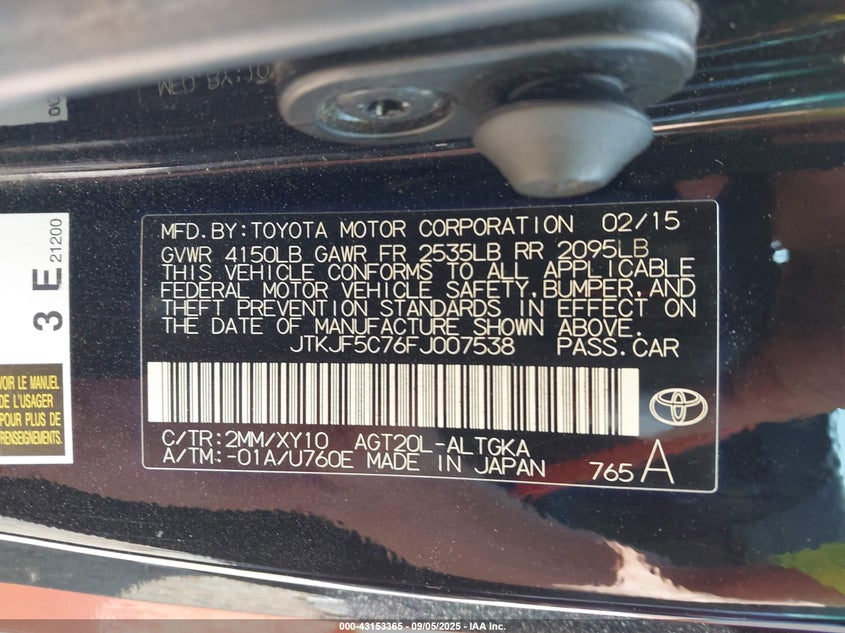 MFD.BY:TOYOTA MOTOR CORPORATION 02/15
GVWR 4150LB GAWR FR 2535LB RR 2095LB
THIS VEHICLE CONFORMS TO ALL APPLICABLE
FEDERAL MOTOR VEHICLE SAFETY,BUMPER,AND
THEFT PREVENTION STANDARDS IN EFFECT ON
THE DATE OF MANUFACTURE SHOWN ABOVE.
JTKJF5C76FJ007538 PASS.CAR
C/TR:2MM/XY10 AGT20L-ALTGKA
A/TM:-01A/U760E MADE IN JAPAN 765 A
3 E
21200
VOIR LE MANUEL
DE L'USAGER
POUR PLUS DE
RENSEIGNEMENT
000-43153365 - 09/05/2025 - IAA Inc.